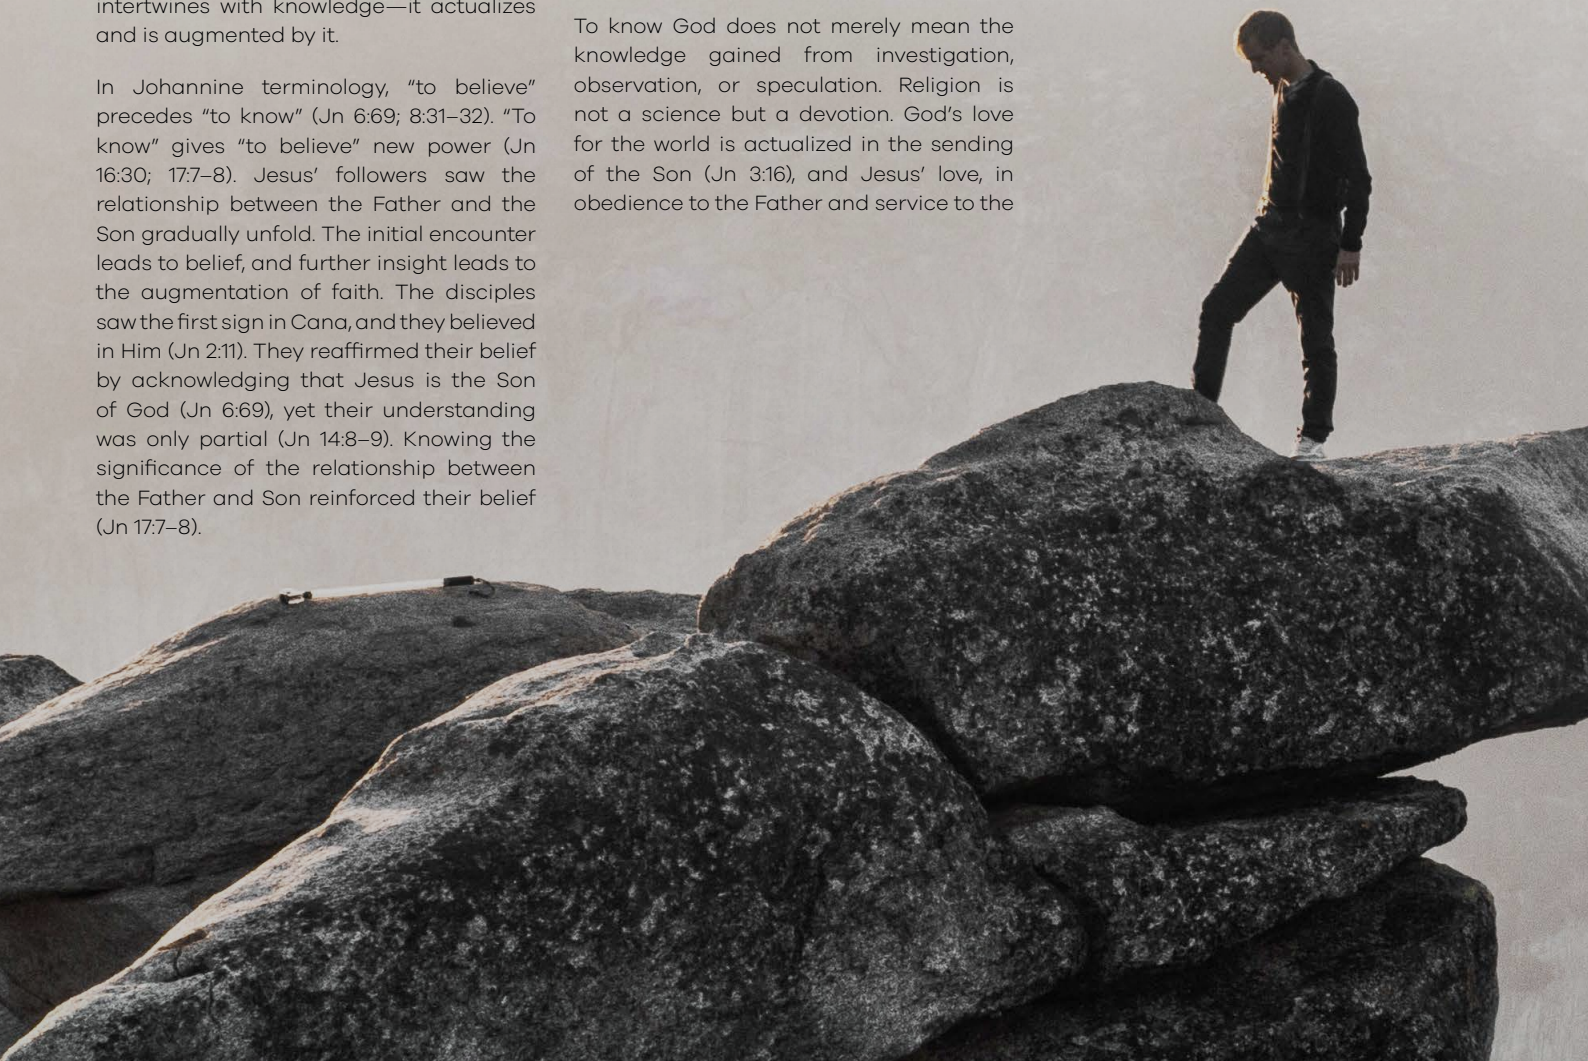 intertwines with knowledge—it actualizes
and is augmented by it.
In Johannine terminology, “to believe”
precedes “to know” (Jn 6:69; 8:31–32). “To
know” gives “to believe” new power (Jn
16:30; 17:7–8). Jesus’ followers saw the
relationship between the Father and the
Son gradually unfold. The initial encounter
leads to belief, and further insight leads to
the augmentation of faith. The disciples
saw the first sign in Cana, and they believed
in Him (Jn 2:11). They reaffirmed their belief
by acknowledging that Jesus is the Son
of God (Jn 6:69), yet their understanding
was only partial (Jn 14:8–9). Knowing the
significance of the relationship between
the Father and Son reinforced their belief
(Jn 17:7–8).
To know God does not merely mean the
knowledge gained from investigation,
observation, or speculation. Religion is
not a science but a devotion. God’s love
for the world is actualized in the sending
of the Son (Jn 3:16), and Jesus’ love, in
obedience to the Father and service to the